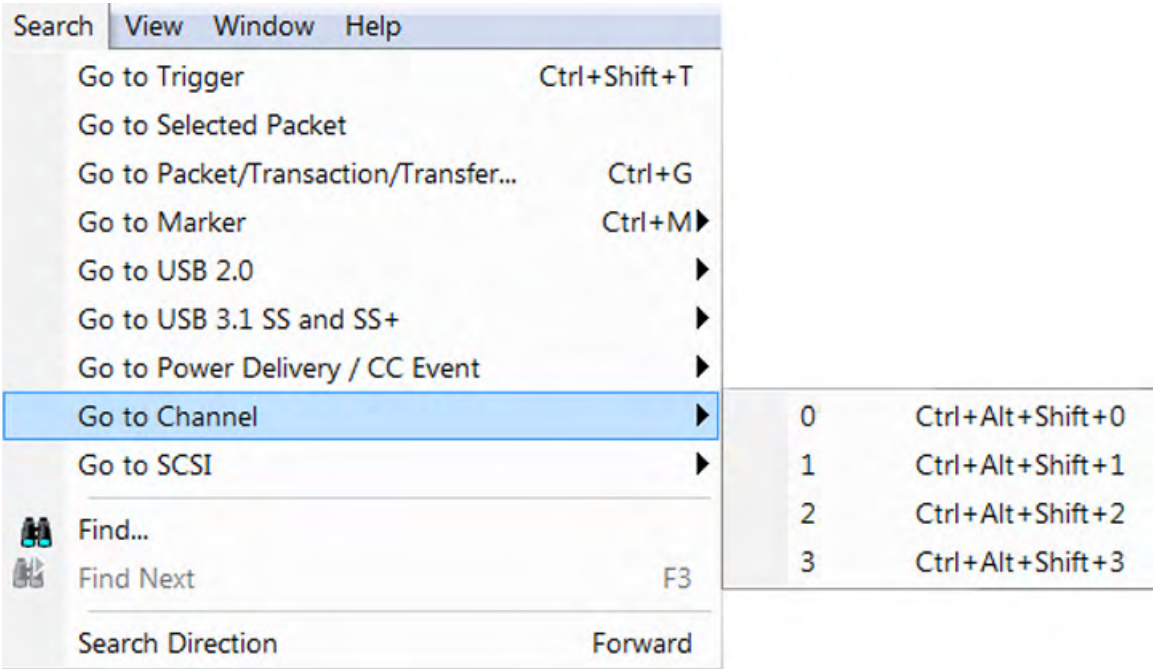 Search View Window Help
Go to Trigger Ctrl+Shift+T
Go to Selected Packet
Go to Packet/Transaction/Transfer... Ctrl+G
Go to Marker Ctrl+M
Go to USB 2.0
Go to USB 3.1 SS and SS+
Go to Power Delivery / CC Event
Go to Channel
0 Ctrl+Alt+Shift+0
1 Ctrl+Alt+Shift+1
2 Ctrl+Alt+Shift+2
3 Ctrl+Alt+Shift+3
Go to SCSI
Find...
Find Next F3
Search Direction Forward